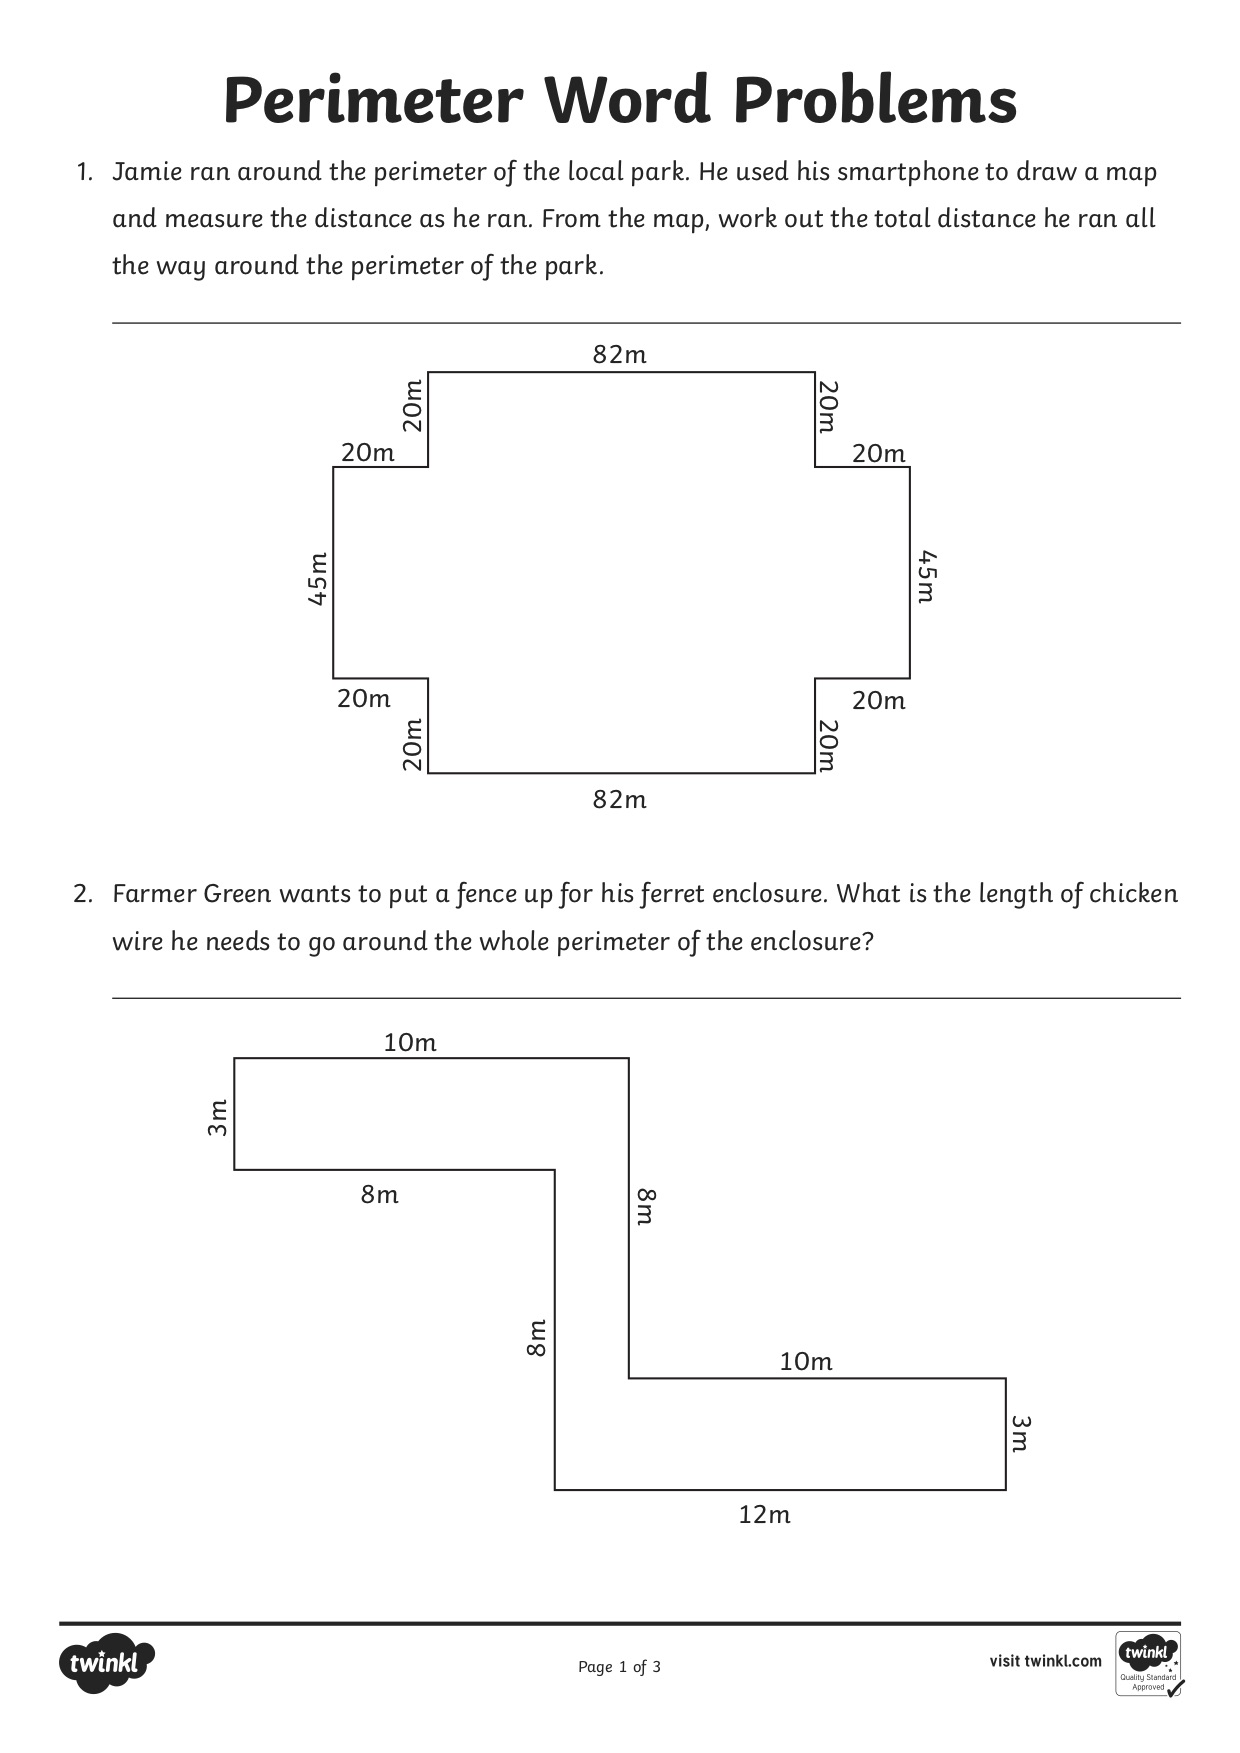 Perimeter Word Problems
1. Jamie ran around the perimeter of the local park. He used his smartphone to draw a map
and measure the distance as he ran. From the map, work out the total distance he ran all
the way around the perimeter of the park.
82m
20m
20m
20m
20m
45m
45m
20m
20m
20m
20m
82m
2. Farmer Green wants to put a fence up for his ferret enclosure. What is the length of chicken
wire he needs to go around the whole perimeter of the enclosure?
10m
3m
8m
8m
8m
10m
3m
12m
twinkl
Page 1 of 3
visit twinkl.com
twinkl
Quality Standard
Approved